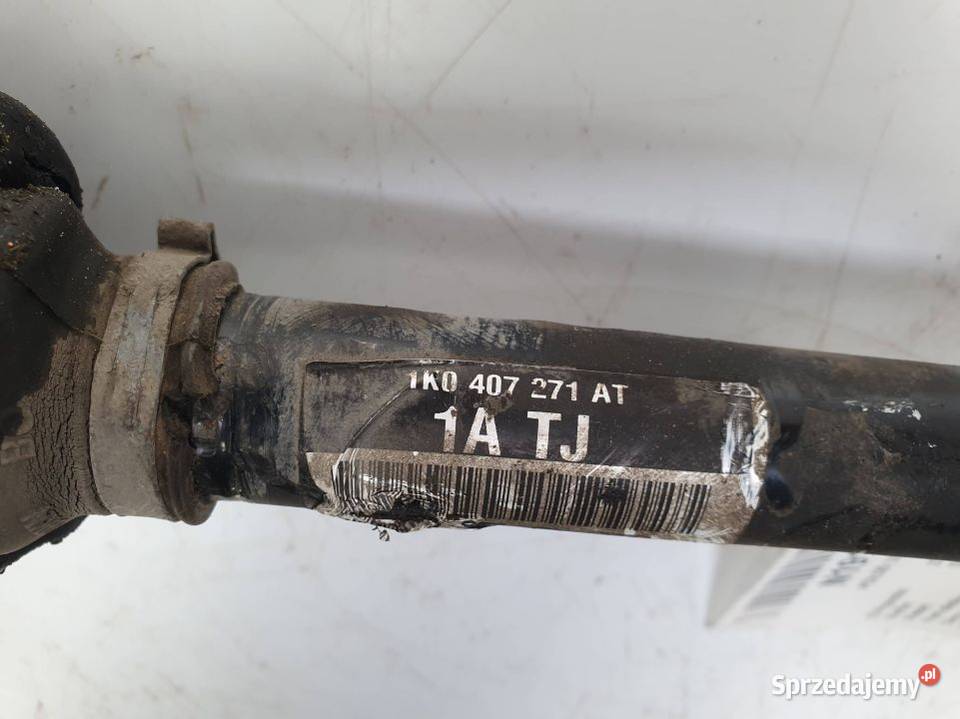 1K0 407 271 AT
1A TJ
Sprzedajemy.pl